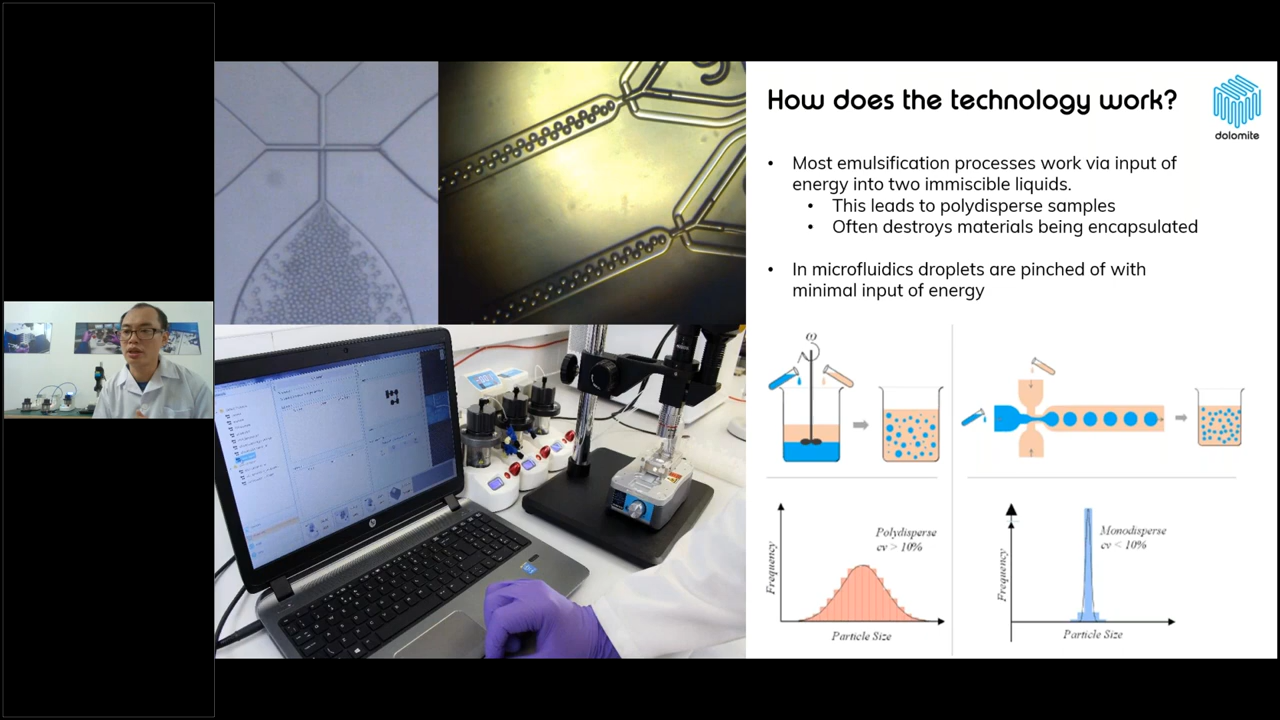 How does the technology work?
dolomite
• Most emulsification processes work via input of
energy into two immiscible liquids.
• This leads to polydisperse samples
• Often destroys materials being encapsulated
• In microfluidics droplets are pinched of with
minimal input of energy
ω
Polydisperse
cv > 10%
Frequency
Particle Size
Monodisperse
cv < 10%
Frequency
Particle Size
hp